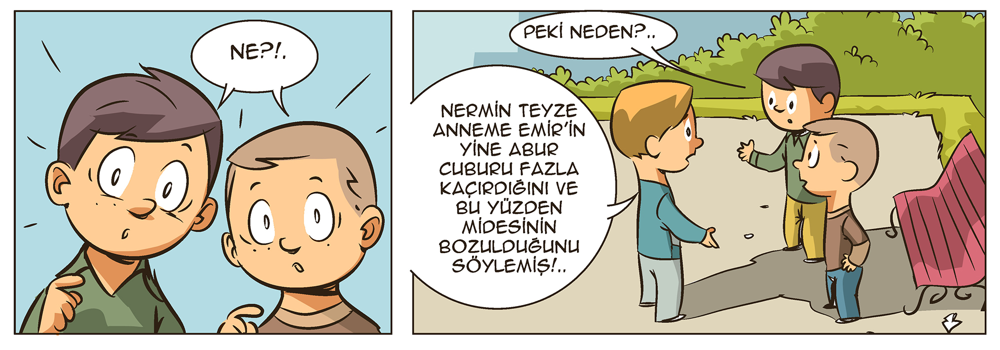 NE?!.
PEKİ NEDEN?..
NERMİN TEYZE
ANNEME EMİR'İN
YİNE ABUR
CUBURU FAZLA
KAÇIRDIĞINI VE
BU YÜZDEN
MİDESİNİN
BOZULDUĞUNU
SÖYLEMİŞ!..